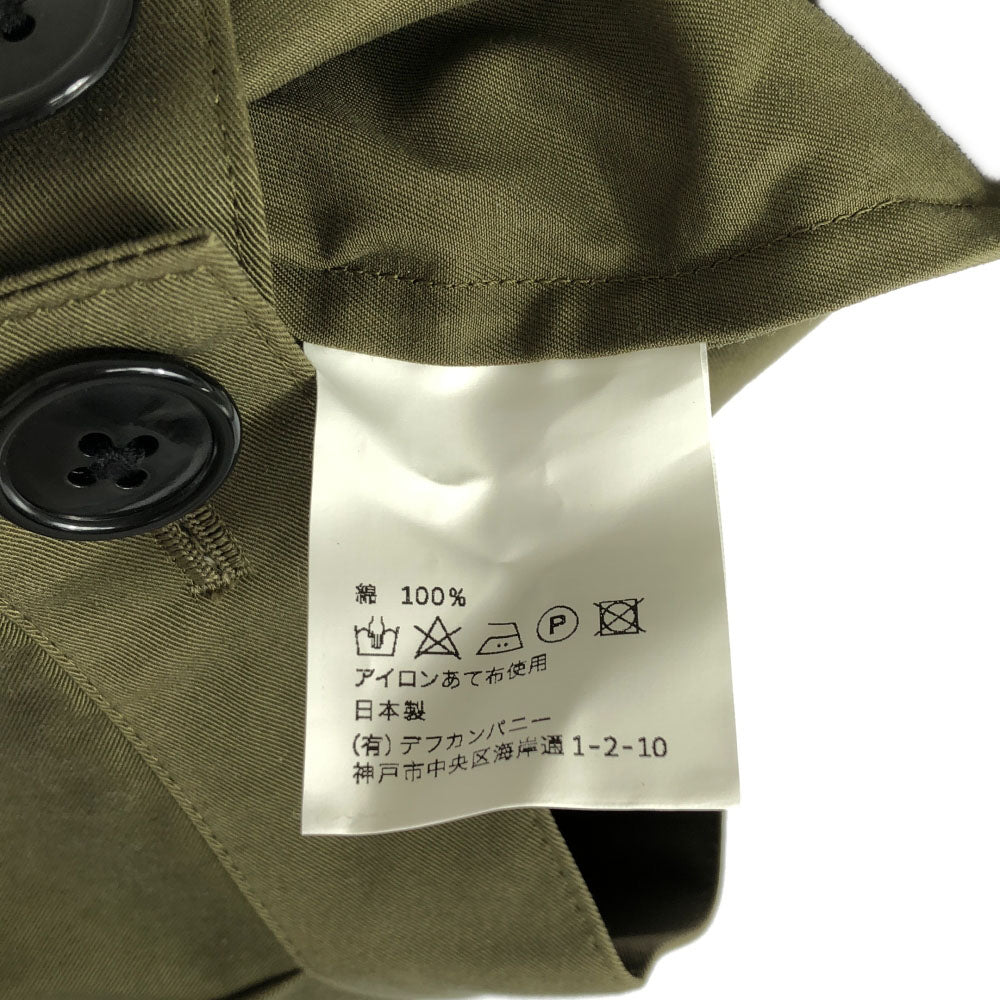 綿 100%
P
アイロンあて布使用
日本製
(有) デフカンパニー
神戸市中央区海岸通 1-2-10